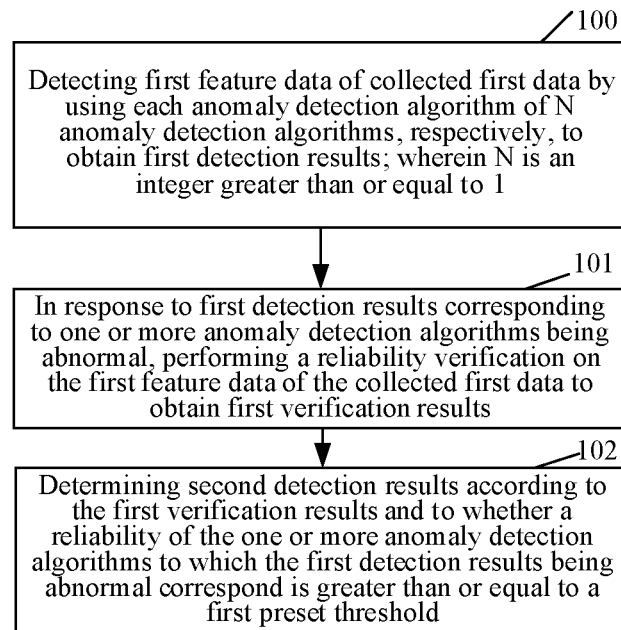 100
Detecting first feature data of collected first data by
using each anomaly detection algorithm of N
anomaly detection algorithms, respectively, to
obtain first detection results; wherein N is an
integer greater than or equal to 1
101
In response to first detection results corresponding
to one or more anomaly detection algorithms being
abnormal, performing a reliability verification on
the first feature data of the collected first data to
obtain first verification results
102
Determining second detection results according to
the first verification results and to whether a
reliability of the one or more anomaly detection
algorithms to which the first detection results being
abnormal correspond is greater than or equal to a
first preset threshold